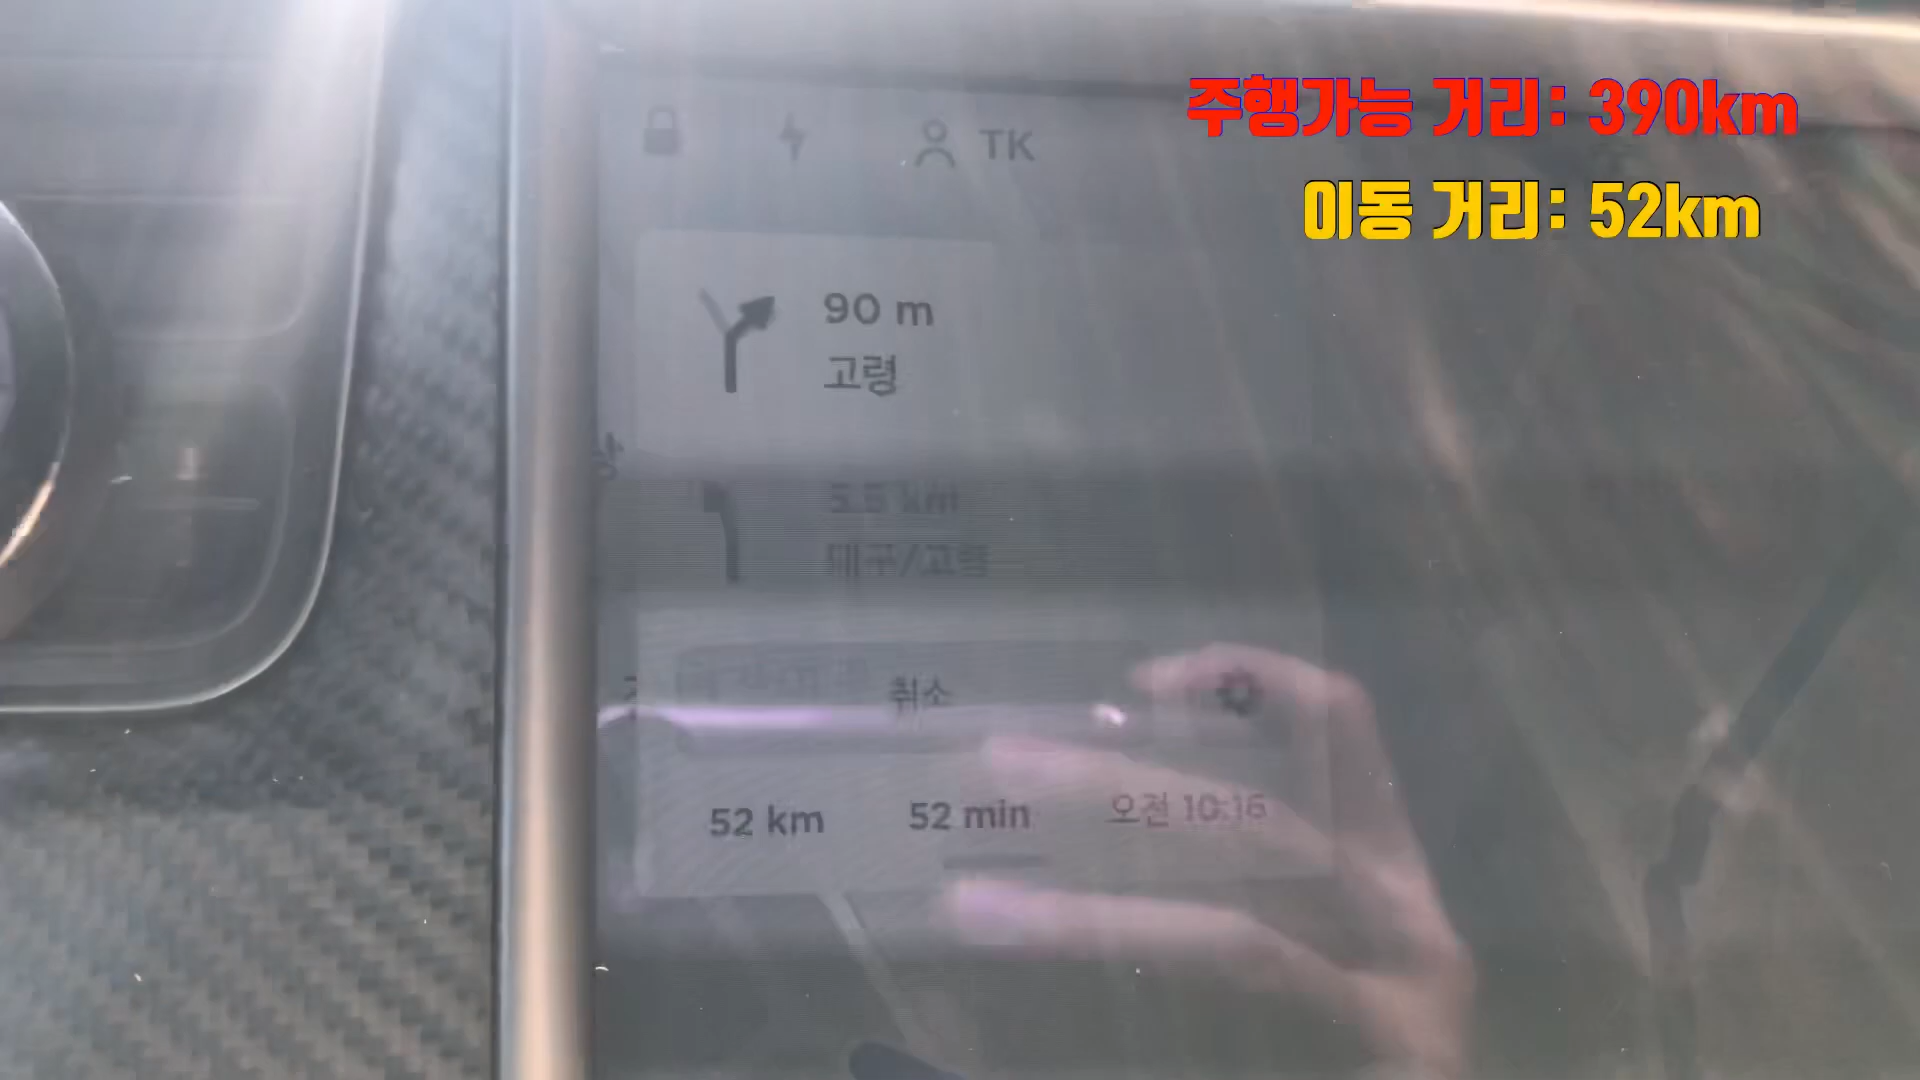 주행가능 거리: 390km
이동 거리: 52km
TK
90 m
고령
5.5 km
대구/고령
취소
52 km 52 min 오전 10:16